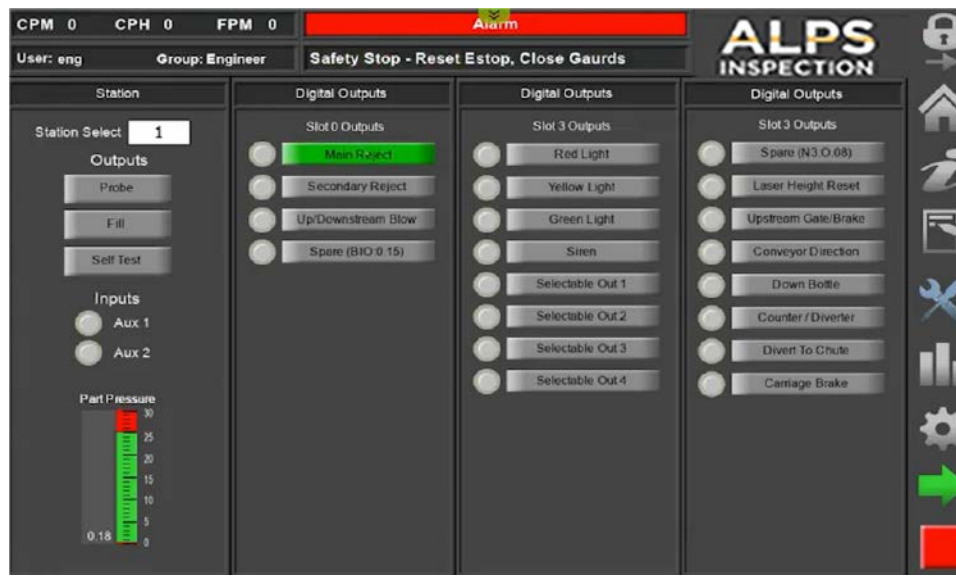 CPM 0 CPH 0 FPM 0
Alarm
User: eng Group: Engineer
Safety Stop - Reset Estop, Close Gaurds
ALPS
INSPECTION
Station
Station Select 1
Outputs
Probe
Fill
Self Test
Inputs
Aux 1
Aux 2
Part Pressure
30
25
20
15
10
5
0
0.18
Digital Outputs
Slot 0 Outputs
Main Reject
Secondary Reject
Up/Downstream Blow
Spare (BIO:0.15)
Digital Outputs
Slot 3 Outputs
Red Light
Yellow Light
Green Light
Siren
Selectable Out 1
Selectable Out 2
Selectable Out 3
Selectable Out 4
Digital Outputs
Slot 3 Outputs
Spare (N3:O.08)
Laser Height Reset
Upstream Gate/Brake
Conveyor Direction
Down Bottle
Counter / Diverter
Divert To Chute
Carriage Brake